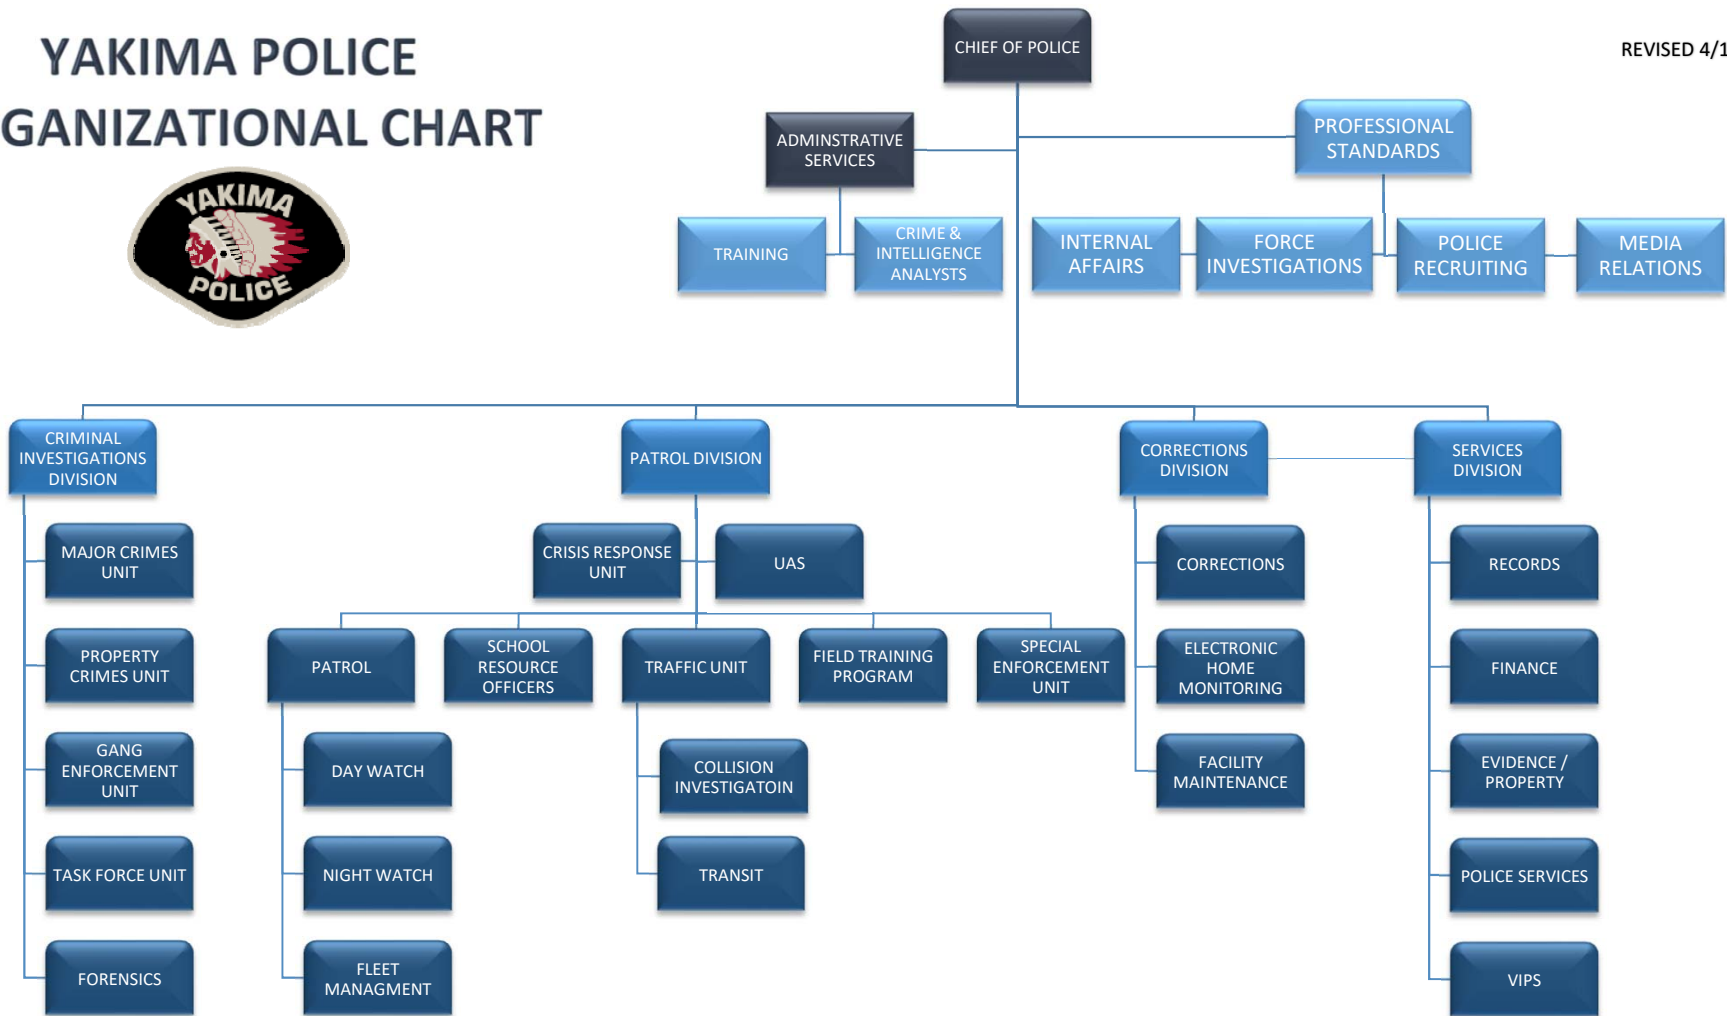 YAKIMA POLICE
GANIZATIONAL CHART
YAKIMA
POLICE
REVISED 4/1
CHIEF OF POLICE
ADMINSTRATIVE
SERVICES
PROFESSIONAL
STANDARDS
TRAINING
CRIME &
INTELLIGENCE
ANALYSTS
INTERNAL
AFFAIRS
FORCE
INVESTIGATIONS
POLICE
RECRUITING
MEDIA
RELATIONS
CRIMINAL
INVESTIGATIONS
DIVISION
PATROL DIVISION
CORRECTIONS
DIVISION
SERVICES
DIVISION
MAJOR CRIMES
UNIT
PROPERTY
CRIMES UNIT
GANG
ENFORCEMENT
UNIT
TASK FORCE UNIT
FORENSICS
CRISIS RESPONSE
UNIT
UAS
PATROL
SCHOOL
RESOURCE
OFFICERS
TRAFFIC UNIT
FIELD TRAINING
PROGRAM
SPECIAL
ENFORCEMENT
UNIT
DAY WATCH
NIGHT WATCH
FLEET
MANAGMENT
COLLISION
INVESTIGATOIN
TRANSIT
CORRECTIONS
ELECTRONIC
HOME
MONITORING
FACILITY
MAINTENANCE
RECORDS
FINANCE
EVIDENCE /
PROPERTY
POLICE SERVICES
VIPS